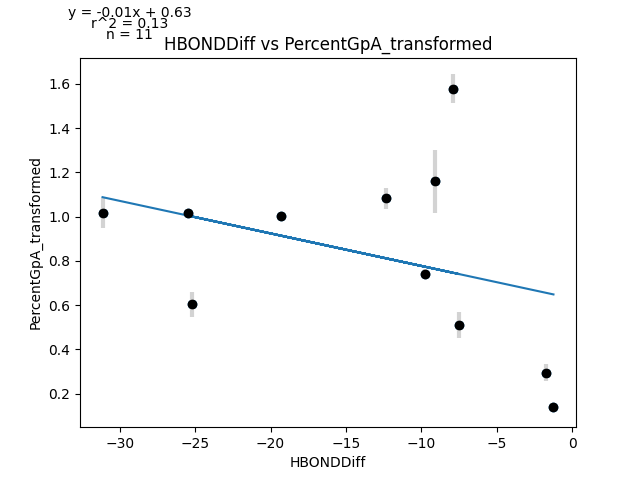 y = -0.01x + 0.63
r^2 = 0.13
n = 11
HBONDDiff vs PercentGpA_transformed
PercentGpA_transformed
1.6
1.4
1.2
1.0
0.8
0.6
0.4
0.2
−30
−25
−20
−15
−10
−5
0
HBONDDiff